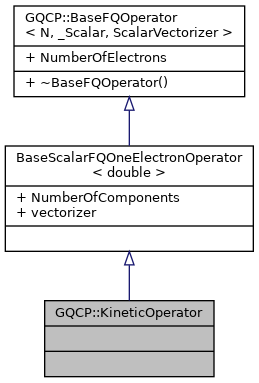 GQCP::BaseFQOperator
< N, _Scalar, ScalarVectorizer >
+ NumberOfElectrons
+ ~BaseFQOperator()
BaseScalarFQOneElectronOperator
< double >
+ NumberOfComponents
+ vectorizer
GQCP::KineticOperator